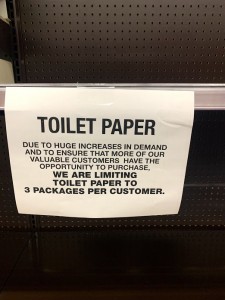 TOILET PAPER
DUE TO HUGE INCREASES IN DEMAND
AND TO ENSURE THAT MORE OF OUR
VALUABLE CUSTOMERS HAVE THE
OPPORTUNITY TO PURCHASE,
WE ARE LIMITING
TOILET PAPER TO
3 PACKAGES PER CUSTOMER.